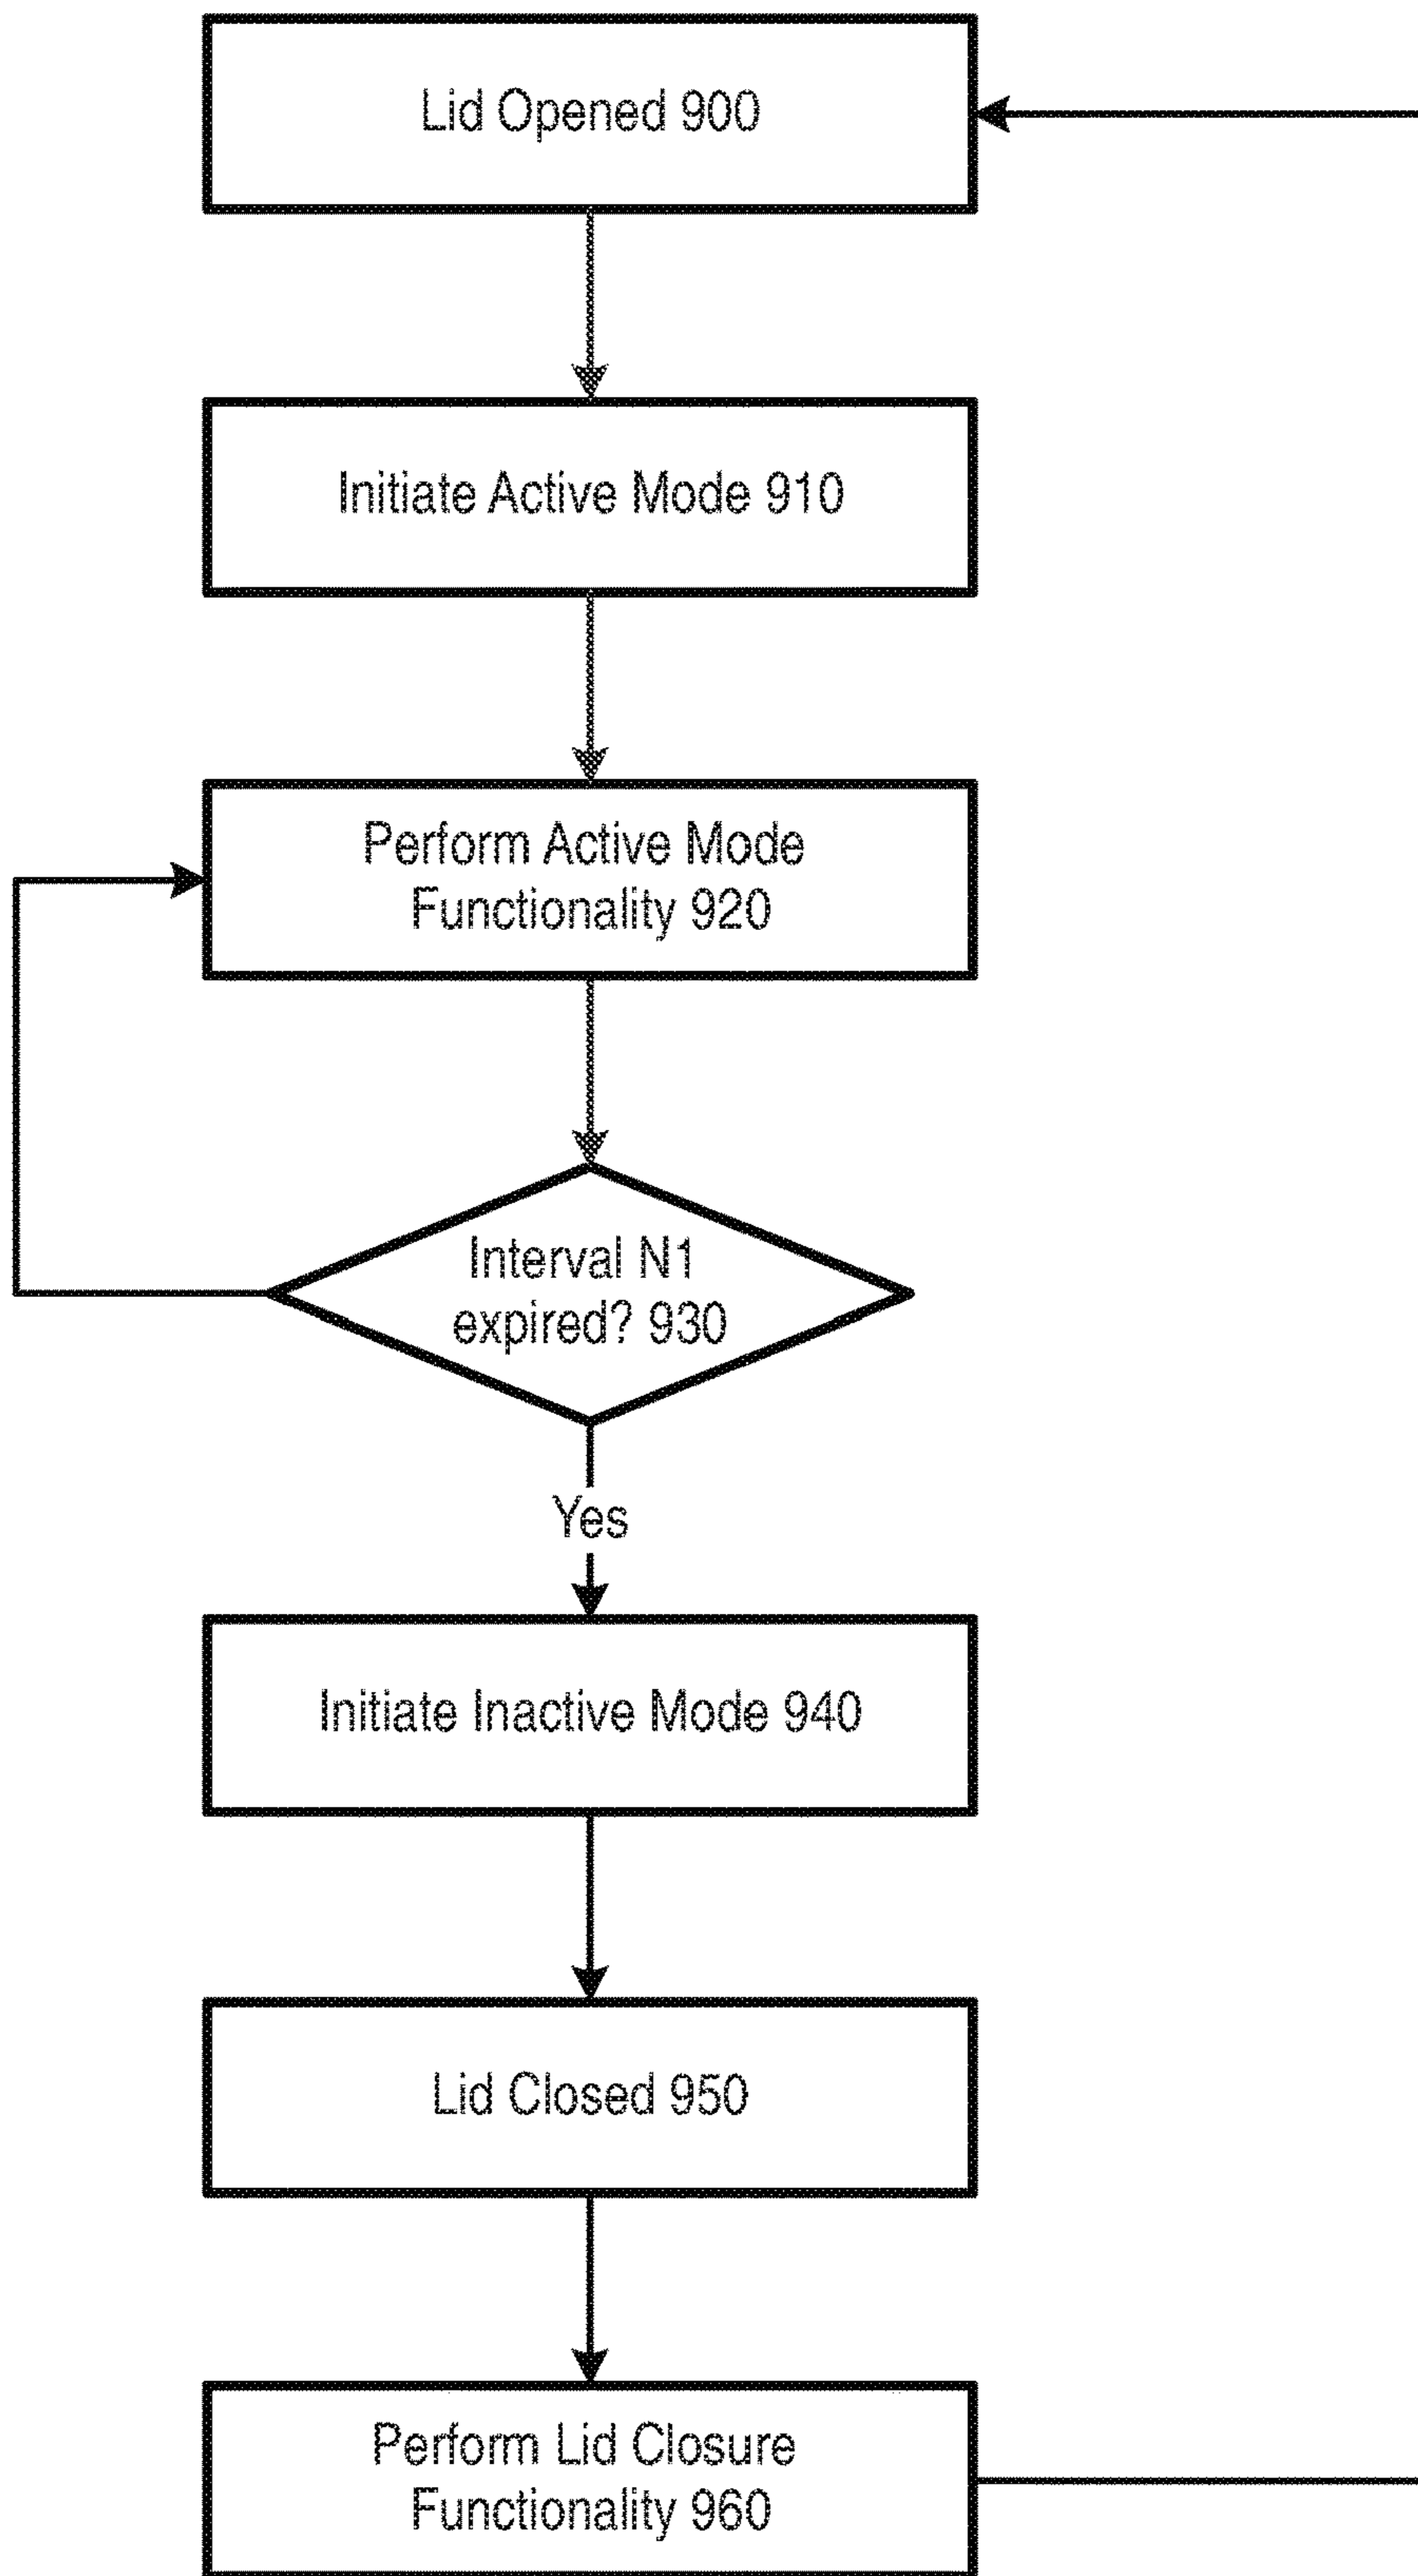 Lid Opened 900
Initiate Active Mode 910
Perform Active Mode
Functionality 920
Interval N1
expired? 930
Yes
Initiate Inactive Mode 940
Lid Closed 950
Perform Lid Closure
Functionality 960